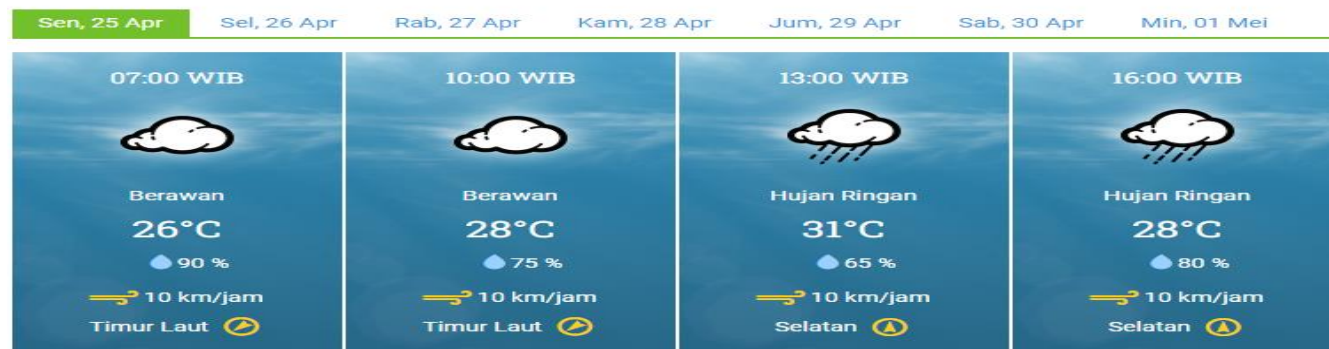 Sen, 25 Apr Sel, 26 Apr Rab, 27 Apr Kam, 28 Apr Jum, 29 Apr Sab, 30 Apr Min, 01 Mei
07:00 WIB 10:00 WIB 13:00 WIB 16:00 WIB
Berawan Berawan Hujan Ringan Hujan Ringan
26°C 28°C 31°C 28°C
90 % 75 % 65 % 80 %
10 km/jam 10 km/jam 10 km/jam 10 km/jam
Timur Laut Timur Laut Selatan Selatan